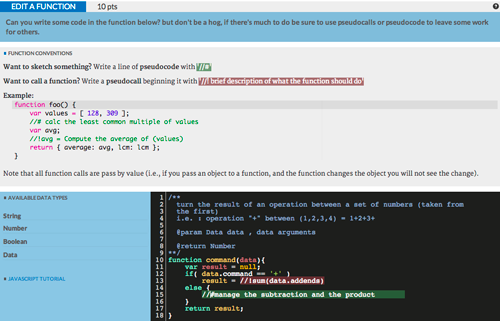 EDIT A FUNCTION 10 pts
Can you write some code in the function below? but don't be a hog, if there's much to do be sure to use pseudocalls or pseudocode to leave some work
for others.
FUNCTION CONVENTIONS
Want to sketch something? Write a line of pseudocode with '//#'
Want to call a function? Write a pseudocall beginning it with '//! brief description of what the function should do'
Example:
function foo() {
var values = [ 128, 309 ];
//# calc the least common multiple of values
var avg;
//!avg = Compute the average of (values)
return { average: avg, lcm: lcm };
}
Note that all function calls are pass by value (i.e., if you pass an object to a function, and the function changes the object you will not see the change).
AVAILABLE DATA TYPES
String
Number
Boolean
Data
JAVASCRIPT TUTORIAL
1 /**
2 turn the result of an operation between a set of numbers (taken from
3 the first)
4 i.e. : operation "+" between (1,2,3,4) = 1+2+3+
5
6 @param Data data , data arguments
7
8 @return Number
9 **/
10 function command(data){
11 var result = null;
12 if( data.command == '+' )
13 result = //!sum(data.addends)
14 else {
15 //#manage the subtraction and the product
16 }
17 return result;
18 }